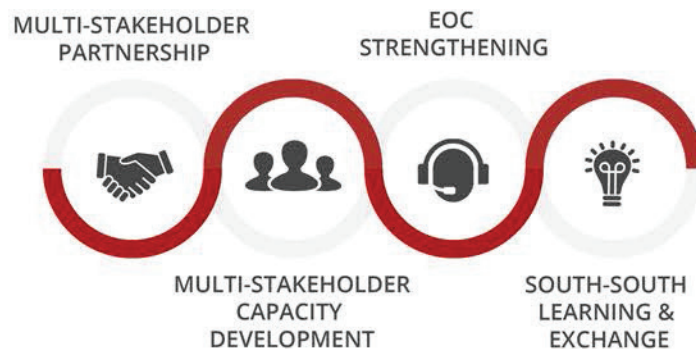 MULTI-STAKEHOLDER
PARTNERSHIP
EOC
STRENGTHENING
MULTI-STAKEHOLDER
CAPACITY
DEVELOPMENT
SOUTH-SOUTH
LEARNING &
EXCHANGE